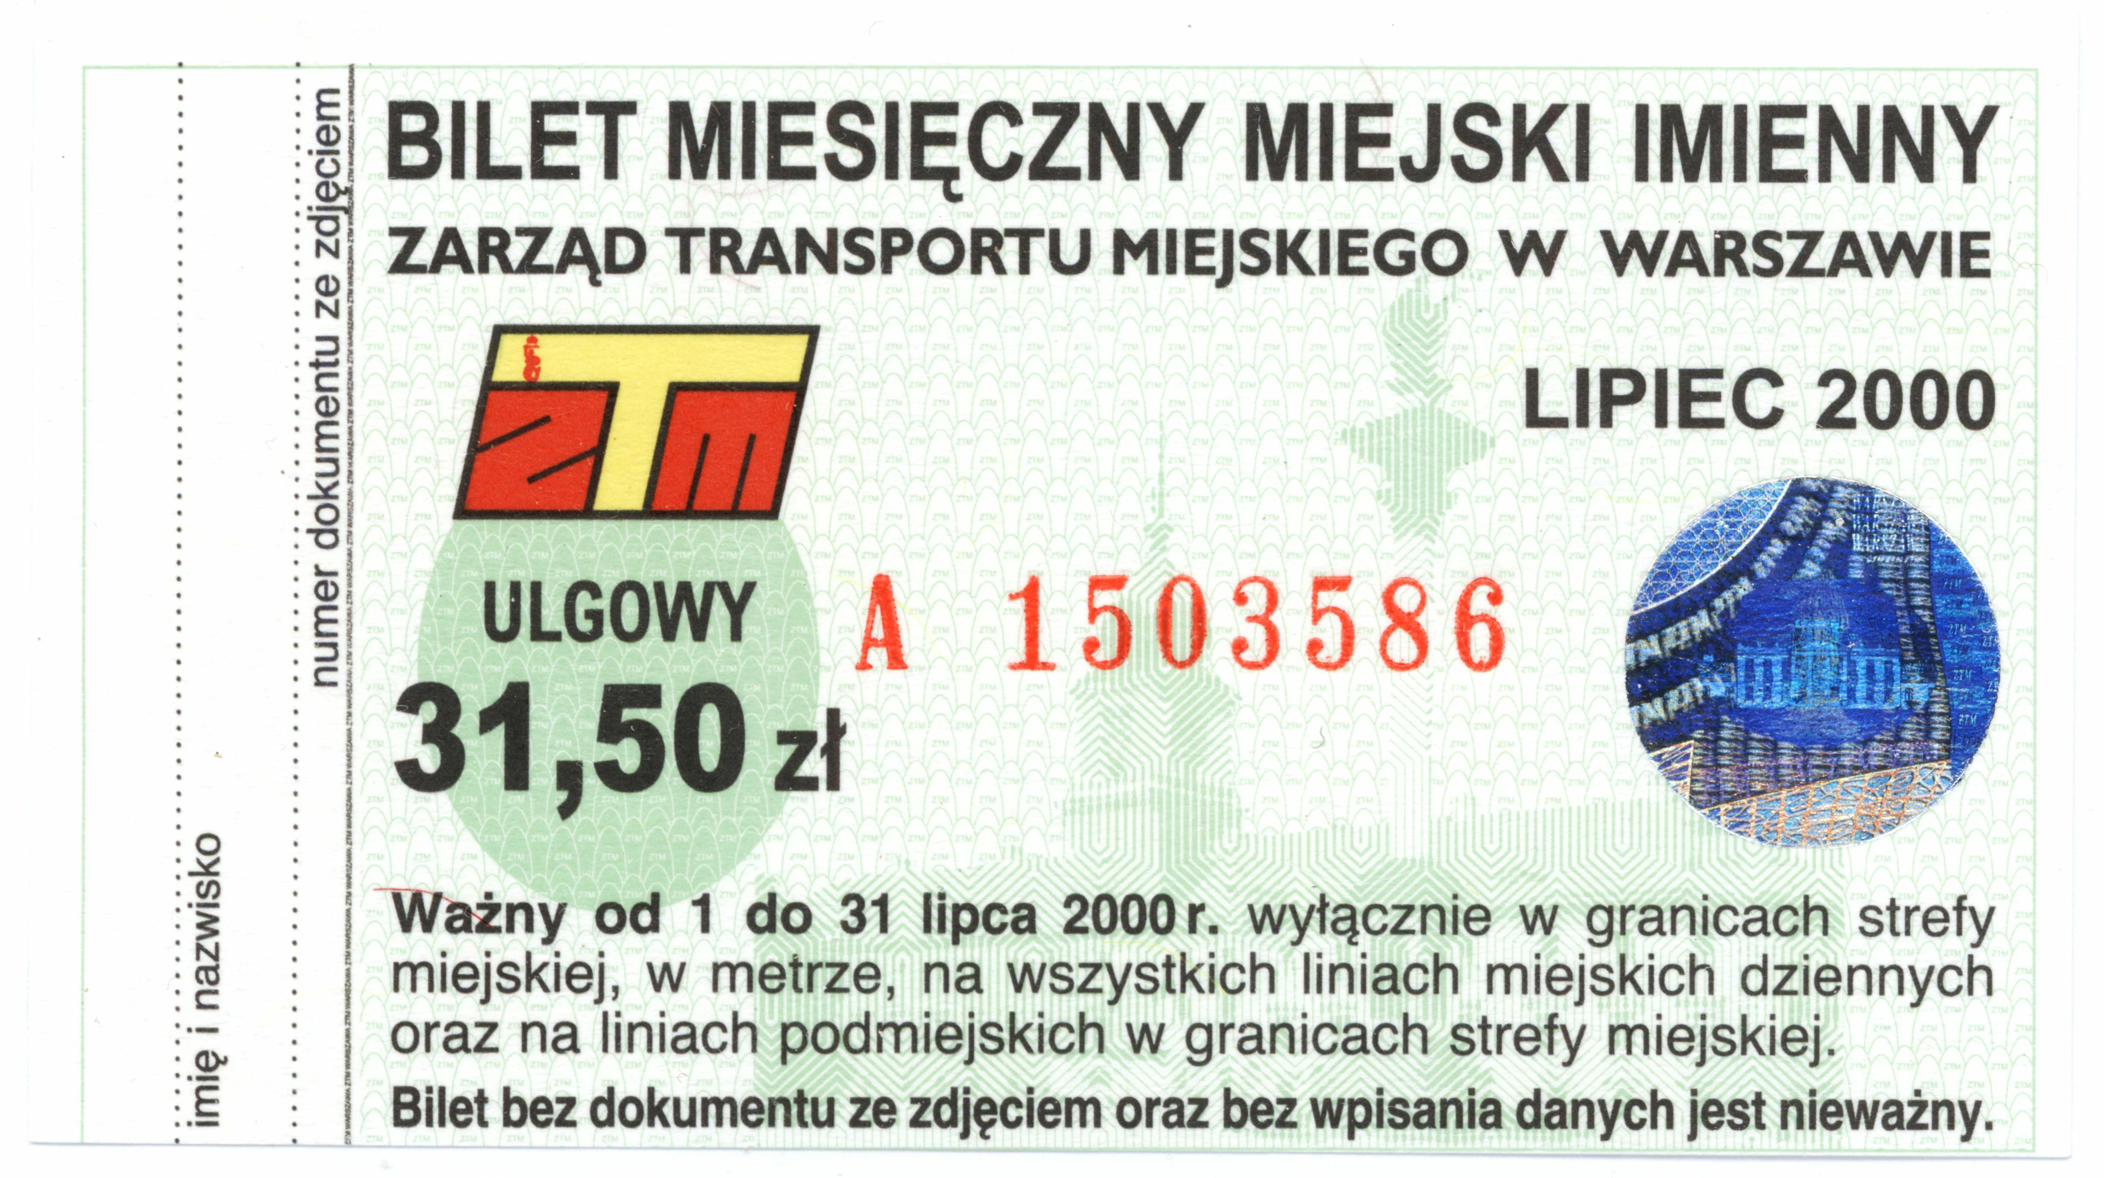 BILET MIESIĘCZNY MIEJSKI IMIENNY
ZARZĄD TRANSPORTU MIEJSKIEGO W WARSZAWIE
LIPIEC 2000
ZTM
ULGOWY
A 1503586
31,50 zł
Ważny od 1 do 31 lipca 2000 r. wyłącznie w granicach strefy
miejskiej, w metrze, na wszystkich liniach miejskich dziennych
oraz na liniach podmiejskich w granicach strefy miejskiej.
Bilet bez dokumentu ze zdjęciem oraz bez wpisania danych jest nieważny.
imię i nazwisko
numer dokumentu ze zdjęciem